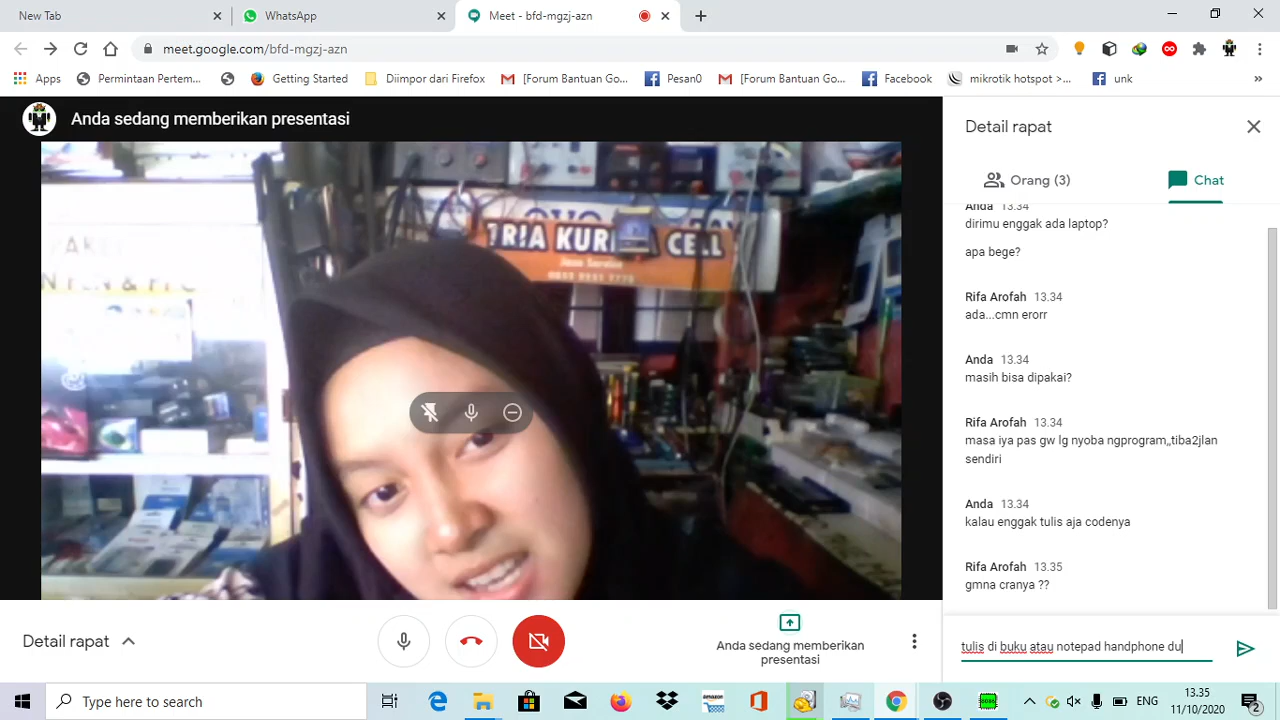 New Tab
WhatsApp
Meet - bfd-mgzj-azn
meet.google.com/bfd-mgzj-azn
Apps
Permintaan Pertem...
Getting Started
Diimpor dari Firefox
[Forum Bantuan Go...
Pesan0
[Forum Bantuan Go...
Facebook
mikrotik hotspot >...
unk
»
Anda sedang memberikan presentasi
TRIA KUR
CELL
Jasa Service
Detail rapat
Orang (3)
Chat
Anda 13.34
dirimu enggak ada laptop?
apa bege?
Rifa Arofah 13.34
ada...cmn erorr
Anda 13.34
masih bisa dipakai?
Rifa Arofah 13.34
masa iya pas gw lg nyoba ngprogram,,tiba2jlan
sendiri
Anda 13.34
kalau enggak tulis aja codenya
Rifa Arofah 13.35
gmna cranya ??
tulis di buku atau notepad handphone du
Detail rapat
Anda sedang memberikan
presentasi
Type here to search
ENG
13.35
11/10/2020
2